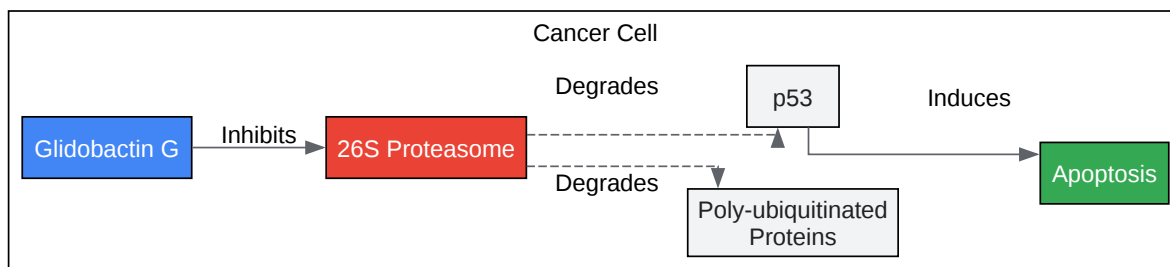 Cancer Cell
Degrades
p53
Induces
Glidobactin G
Inhibits
26S Proteasome
Degrades
Apoptosis
Poly-ubiquitinated
Proteins